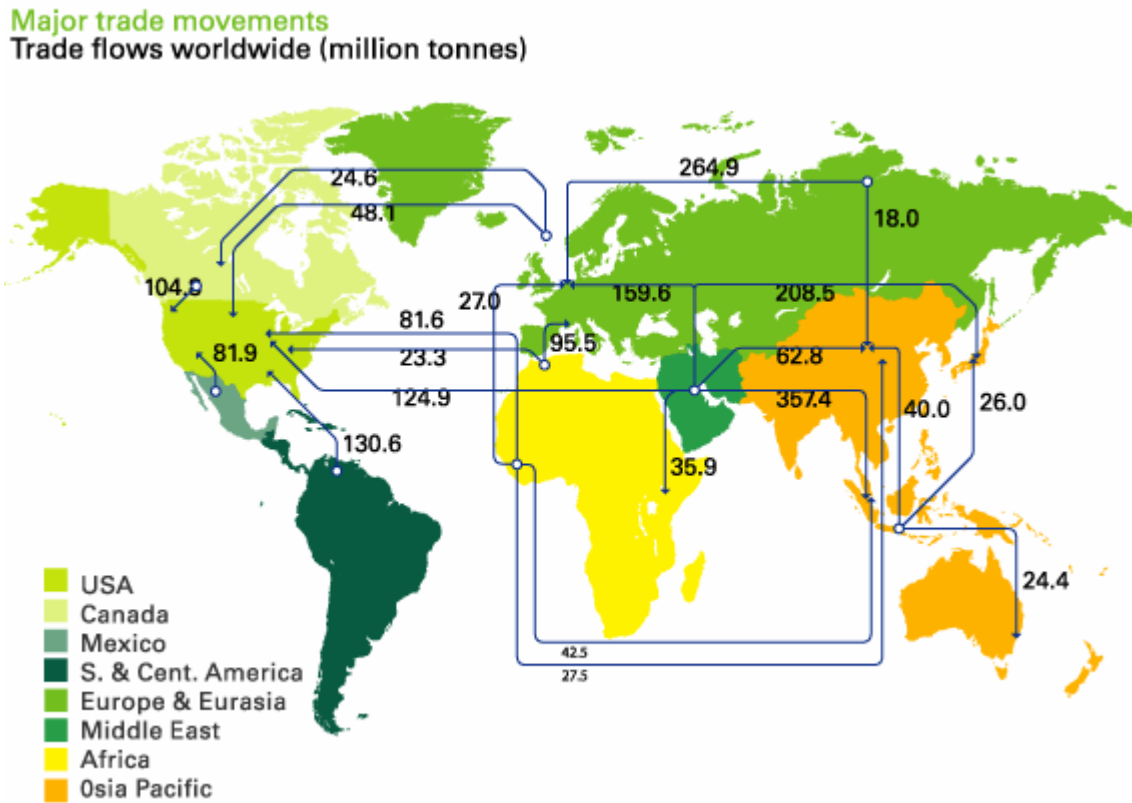 Major trade movements
Trade flows worldwide (million tonnes)
24.6
264.9
48.1
18.0
104.9
27.0
159.6
208.5
81.6
81.9
23.3
95.5
62.8
124.9
357.4
40.0
26.0
130.6
35.9
24.4
42.5
27.5
USA
Canada
Mexico
S. & Cent. America
Europe & Eurasia
Middle East
Africa
0sia Pacific